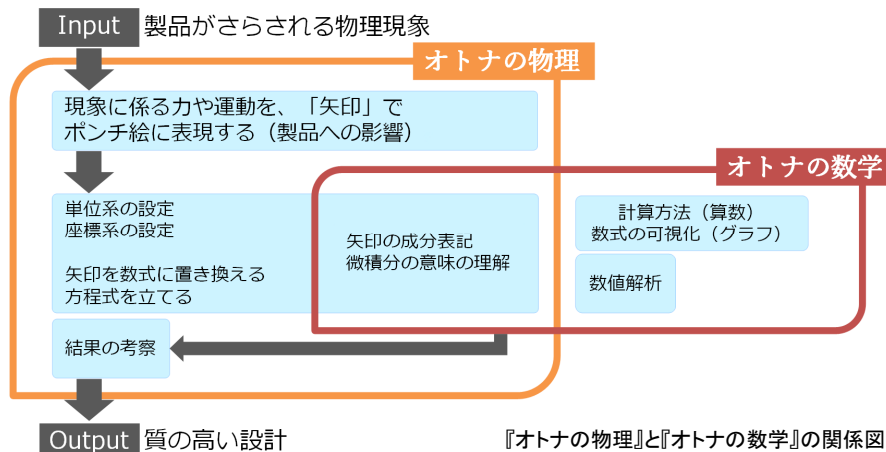 Input 製品がさらされる物理現象
オトナの物理
現象に係る力や運動を、「矢印」で
ポンチ絵に表現する（製品への影響）
オトナの数学
単位系の設定
座標系の設定
矢印を数式に置き換える
方程式を立てる
矢印の成分表記
微積分の意味の理解
計算方法（算数）
数式の可視化（グラフ）
数値解析
結果の考察
Output 質の高い設計
『オトナの物理』と『オトナの数学』の関係図